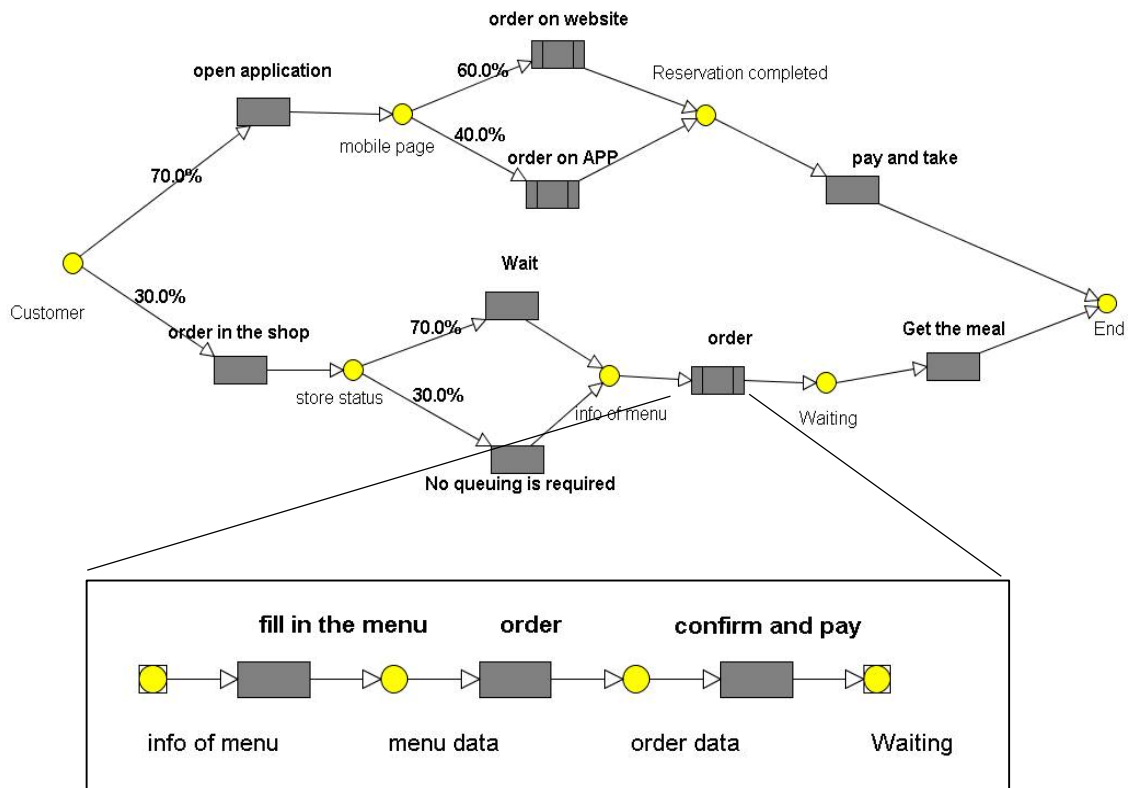 order on website
open application
60.0%
Reservation completed
mobile page
40.0%
order on APP
pay and take
70.0%
Customer
30.0%
order in the shop
Wait
70.0%
store status
30.0%
info of menu
order
Waiting
Get the meal
End
No queuing is required
fill in the menu
order
confirm and pay
info of menu
menu data
order data
Waiting